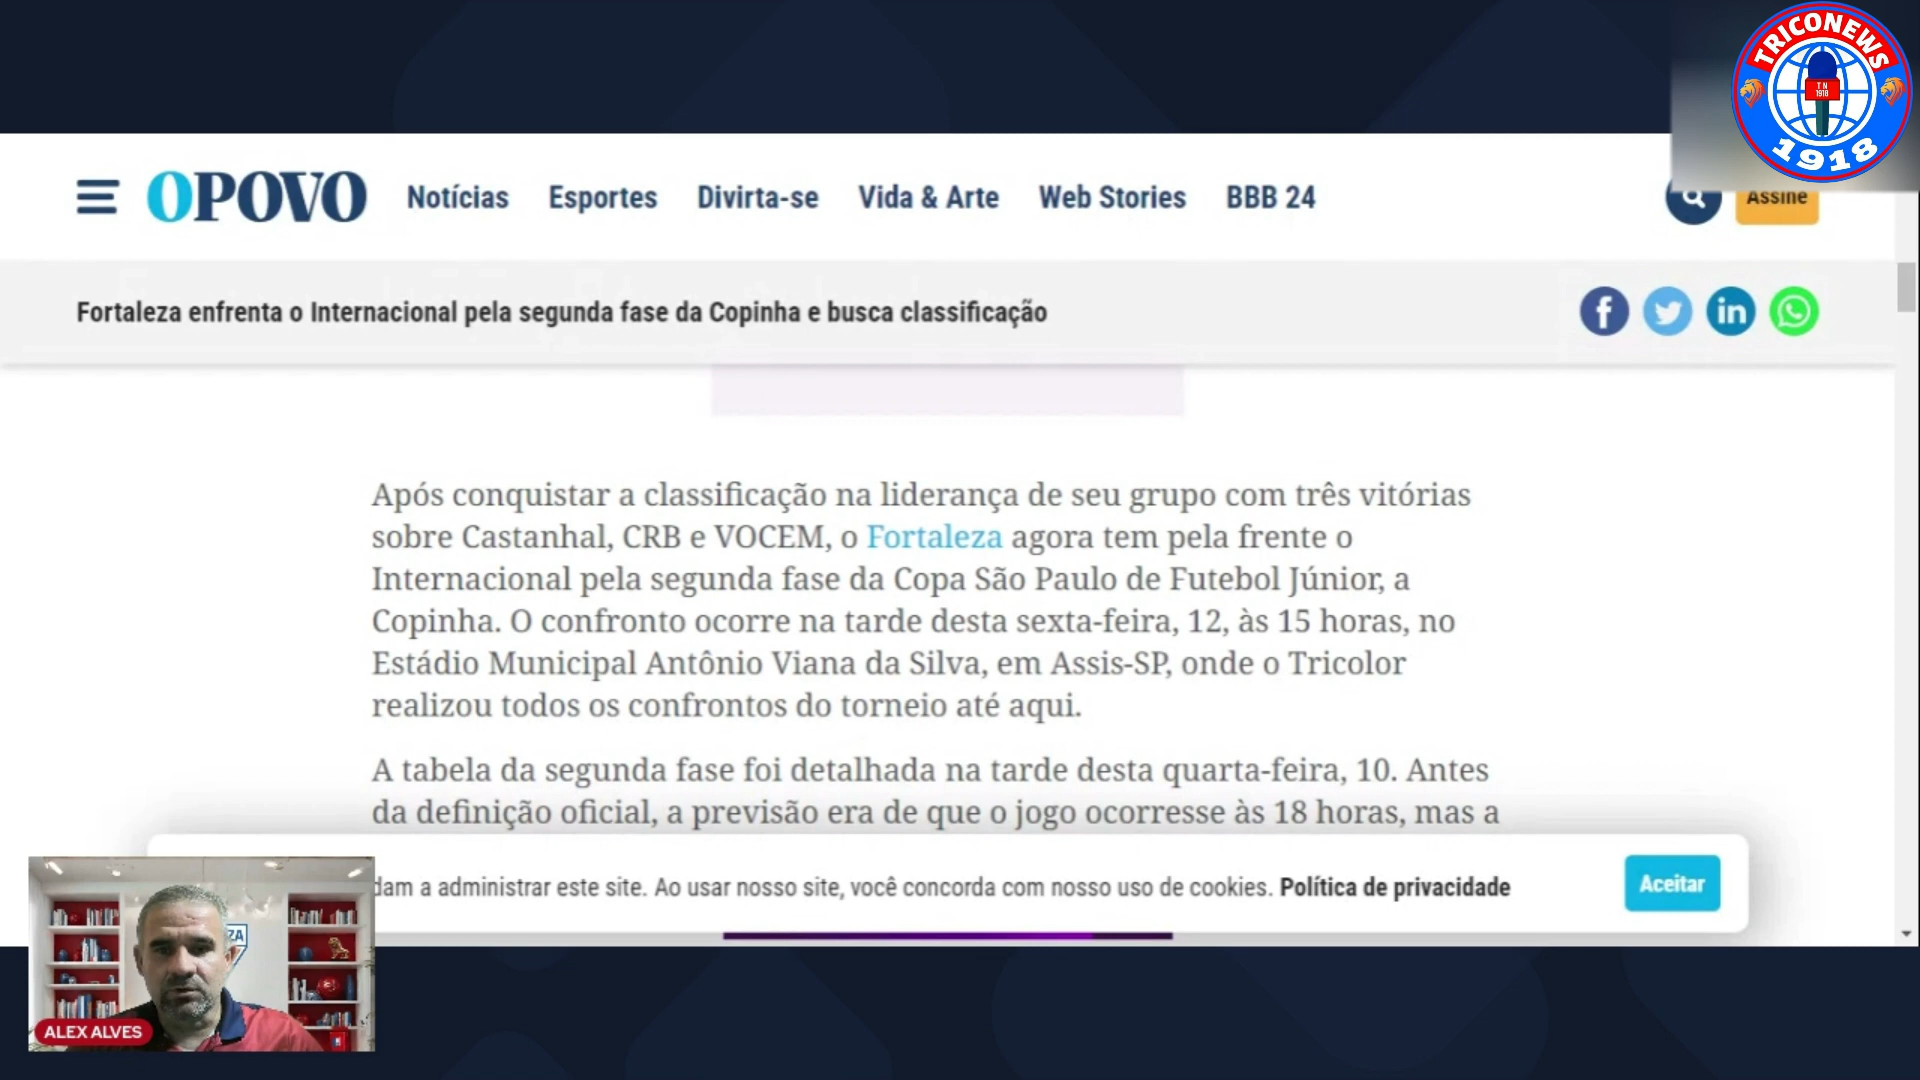 TRICONEWS
T N
1918
1918
OPOVO
Notícias
Esportes
Divirta-se
Vida & Arte
Web Stories
BBB 24
Assine
Fortaleza enfrenta o Internacional pela segunda fase da Copinha e busca classificação
Após conquistar a classificação na liderança de seu grupo com três vitórias
sobre Castanhal, CRB e VOCEM, o Fortaleza agora tem pela frente o
Internacional pela segunda fase da Copa São Paulo de Futebol Júnior, a
Copinha. O confronto ocorre na tarde desta sexta-feira, 12, às 15 horas, no
Estádio Municipal Antônio Viana da Silva, em Assis-SP, onde o Tricolor
realizou todos os confrontos do torneio até aqui.
A tabela da segunda fase foi detalhada na tarde desta quarta-feira, 10. Antes
da definição oficial, a previsão era de que o jogo ocorresse às 18 horas, mas a
dam a administrar este site. Ao usar nosso site, você concorda com nosso uso de cookies. Política de privacidade
Aceitar
ZA
ALEX ALVES